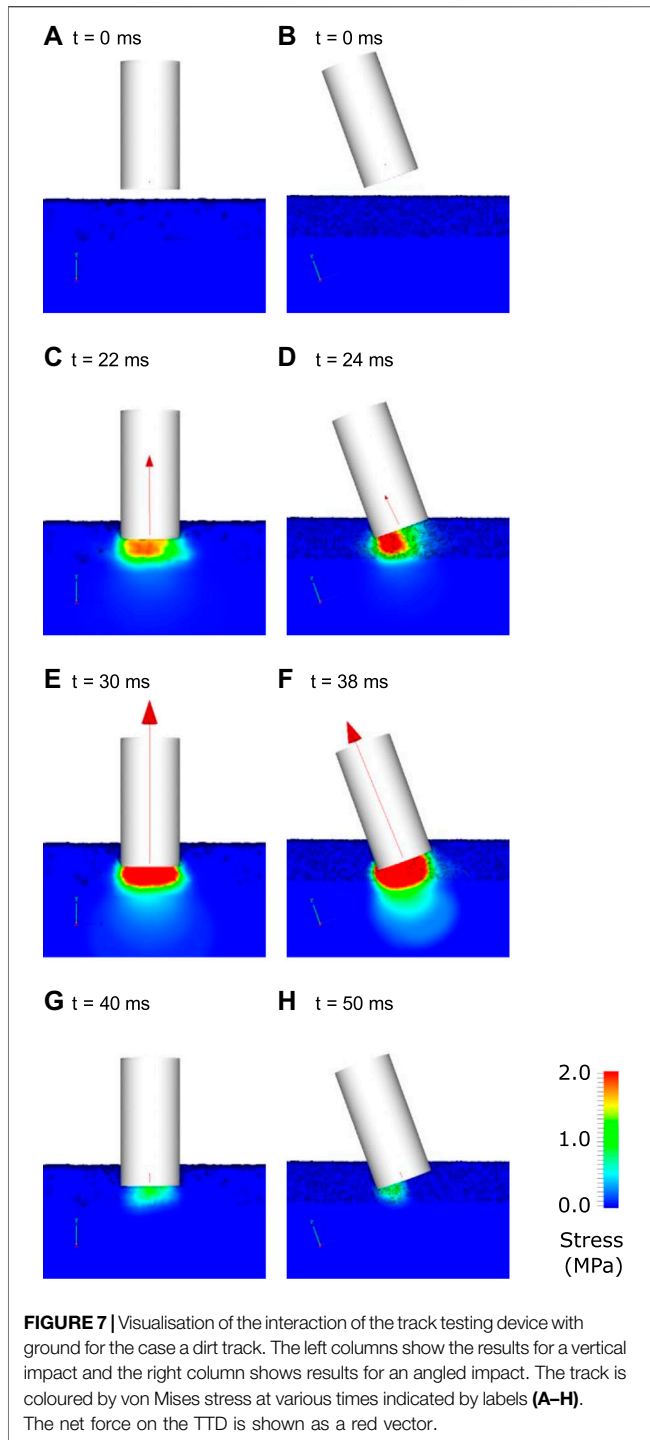 A t = 0 ms
B t = 0 ms
C t = 22 ms
D t = 24 ms
E t = 30 ms
F t = 38 ms
G t = 40 ms
H t = 50 ms
2.0
1.0
0.0
Stress
(MPa)
FIGURE 7 | Visualisation of the interaction of the track testing device with
ground for the case a dirt track. The left columns show the results for a vertical
impact and the right column shows results for an angled impact. The track is
coloured by von Mises stress at various times indicated by labels (A–H).
The net force on the TTD is shown as a red vector.